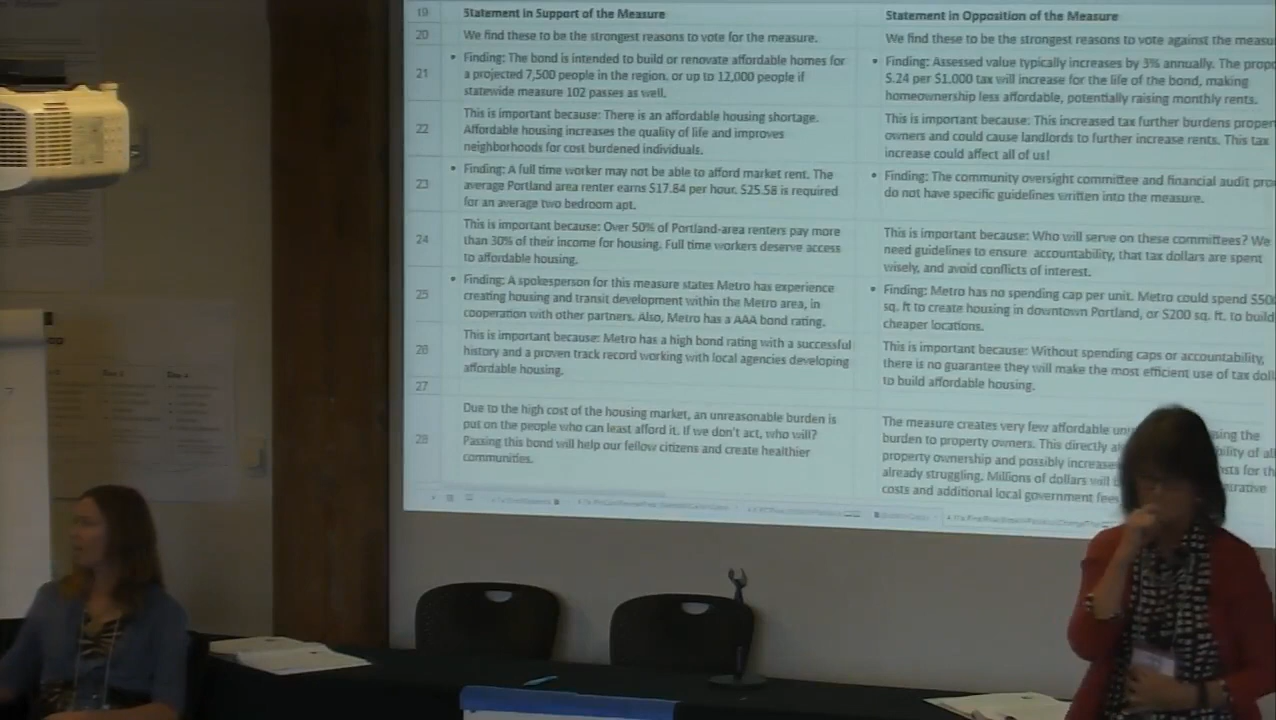 19
Statement in Support of the Measure
20
We find these to be the strongest reasons to vote for the measure.
21
• Finding: The bond is intended to build or renovate affordable homes for
a projected 7,500 people in the region, or up to 12,000 people if
statewide measure 102 passes as well.
22
This is important because: There is an affordable housing shortage.
Affordable housing increases the quality of life and improves
neighborhoods for cost burdened individuals.
23
• Finding: A full time worker may not be able to afford market rent. The
average Portland area renter earns $17.84 per hour. $25.58 is required
for an average two bedroom apt.
24
This is important because: Over 50% of Portland-area renters pay more
than 30% of their income for housing. Full time workers deserve access
to affordable housing.
25
• Finding: A spokesperson for this measure states Metro has experience
creating housing and transit development within the Metro area, in
cooperation with other partners. Also, Metro has a AAA bond rating.
26
This is important because: Metro has a high bond rating with a successful
history and a proven track record working with local agencies developing
affordable housing.
27
28
Due to the high cost of the housing market, an unreasonable burden is
put on the people who can least afford it. If we don't act, who will?
Passing this bond will help our fellow citizens and create healthier
communities.
Statement in Opposition of the Measure
We find these to be the strongest reasons to vote against the measu
• Finding: Assessed value typically increases by 3% annually. The propo
$.24 per $1,000 tax will increase for the life of the bond, making
homeownership less affordable, potentially raising monthly rents.
This is important because: This increased tax further burdens proper
owners and could cause landlords to further increase rents. This tax
increase could affect all of us!
• Finding: The community oversight committee and financial audit pro
do not have specific guidelines written into the measure.
This is important because: Who will serve on these committees? We
need guidelines to ensure accountability, that tax dollars are spent
wisely, and avoid conflicts of interest.
• Finding: Metro has no spending cap per unit. Metro could spend $500
sq. ft to create housing in downtown Portland, or $200 sq. ft. to build
cheaper locations.
This is important because: Without spending caps or accountability,
there is no guarantee they will make the most efficient use of tax doll
to build affordable housing.
The measure creates very few affordable un sing the
burden to property owners. This directly a bility of al
property ownership and possibly increase sts for th
already struggling. Millions of dollars will trative
costs and additional local government fees